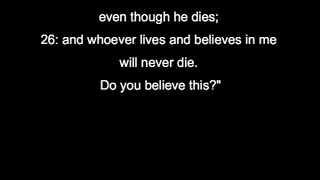 even though he dies;
26: and whoever lives and believes in me
will never die.
Do you believe this?"